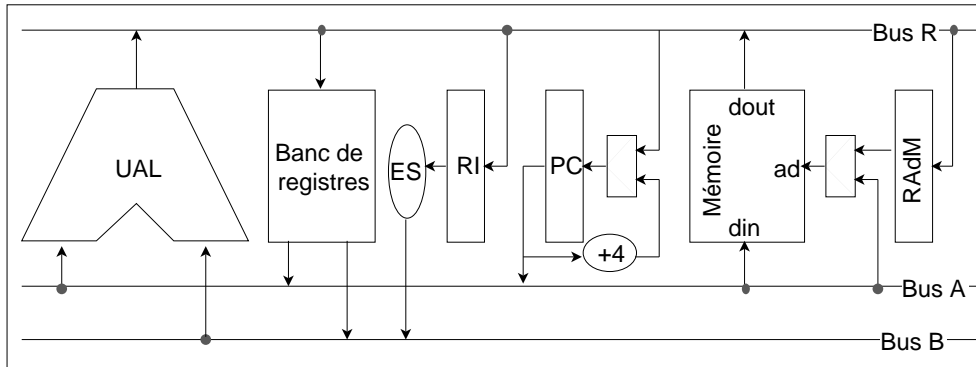 Bus R
UAL
Banc de
registres
ES
RI
PC
+4
Mémoire
dout
ad
din
RAdM
Bus A
Bus B